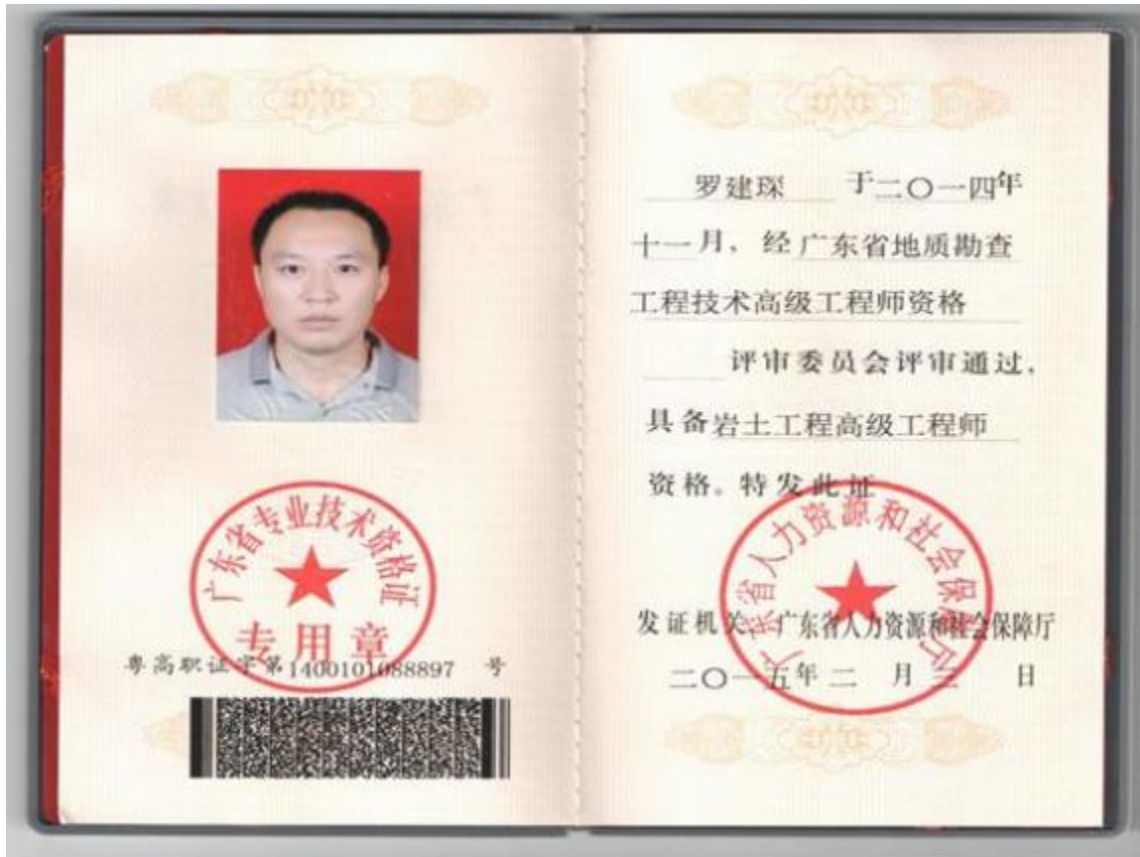 广东省专业技术资格证
专用章
粤高职证字第1400101088897 号
罗建琛 于二〇一四年
十一月，经广东省地质勘查
工程技术高级工程师资格
评审委员会评审通过，
具备岩土工程高级工程师
资格。特发此证
广东省人力资源和社会保障厅
发证机关：广东省人力资源和社会保障厅
二〇一五年二月三日